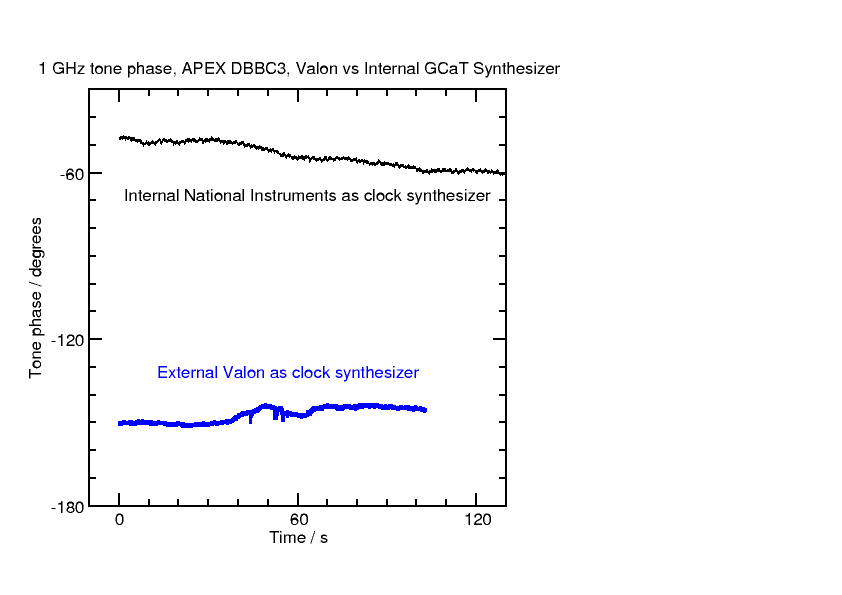 1 GHz tone phase, APEX DBBC3, Valon vs Internal GCaT Synthesizer
-60
Internal National Instruments as clock synthesizer
Tone phase / degrees
-120
External Valon as clock synthesizer
-180
0 60 120
Time / s